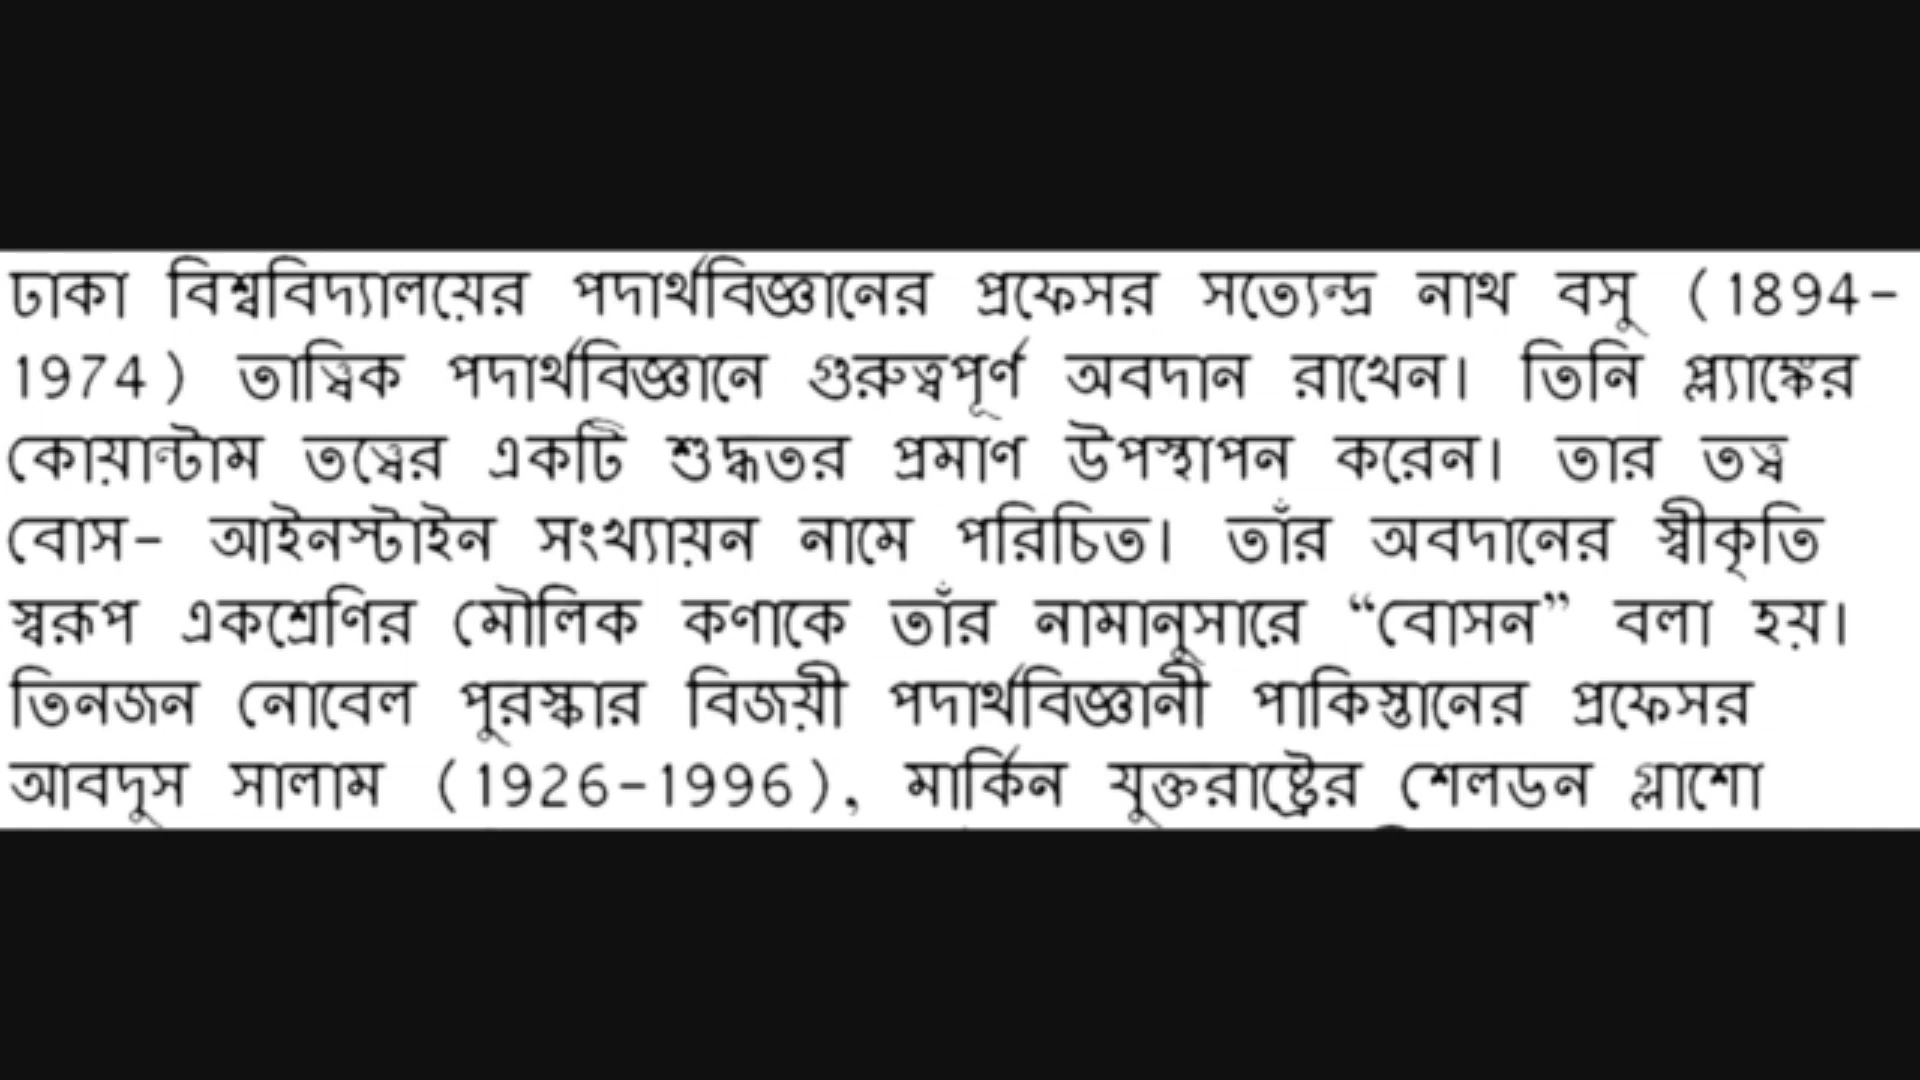 ঢাকা বিশ্ববিদ্যালয়ের পদার্থবিজ্ঞানের প্রফেসর সত্যেন্দ্র নাথ বসু (1894-
1974) তাত্ত্বিক পদার্থবিজ্ঞানে গুরুত্বপূর্ণ অবদান রাখেন। তিনি প্ল্যাঙ্কের
কোয়ান্টাম তত্ত্বের একটি শুদ্ধতর প্রমাণ উপস্থাপন করেন। তার তত্ত্ব
বোস- আইনস্টাইন সংখ্যায়ন নামে পরিচিত। তাঁর অবদানের স্বীকৃতি
স্বরূপ একশ্রেণির মৌলিক কণাকে তাঁর নামানুসারে “বোসন” বলা হয়।
তিনজন নোবেল পুরস্কার বিজয়ী পদার্থবিজ্ঞানী পাকিস্তানের প্রফেসর
আবদুস সালাম (1926-1996), মার্কিন যুক্তরাষ্ট্রের শেলডন গ্লাশো